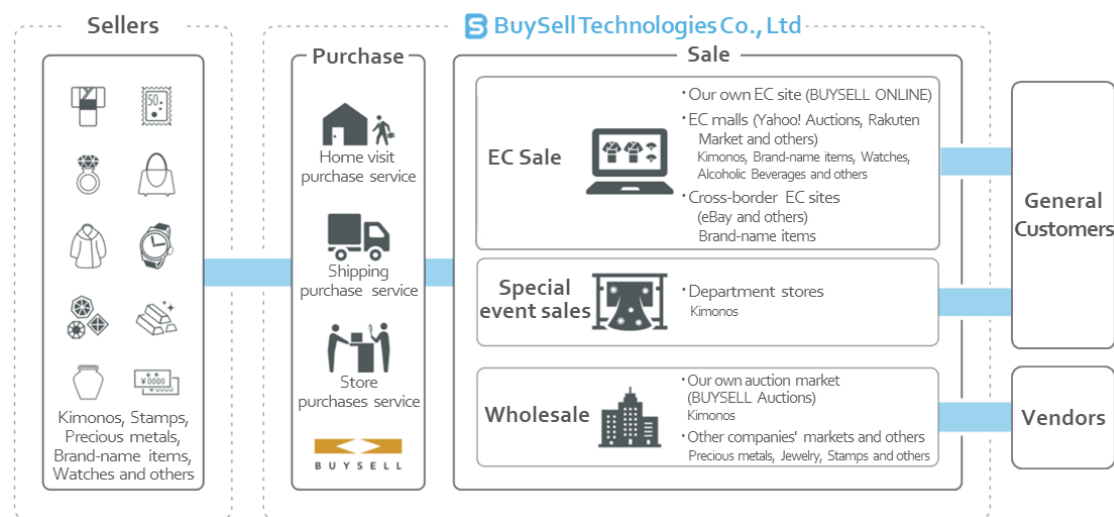 Sellers
50
¥0000
Kimonos, Stamps,
Precious metals,
Brand-name items,
Watches and others
S BuySell Technologies Co., Ltd
Purchase
Home visit
purchase service
Shipping
purchase service
Store
purchases service
BUYSELL
Sale
EC Sale
・Our own EC site (BUYSELL ONLINE)
・EC malls (Yahoo! Auctions, Rakuten
Market and others)
Kimonos, Brand-name items, Watches,
Alcoholic Beverages and others
・Cross-border EC sites
(eBay and others)
Brand-name items
Special
event sales
・Department stores
Kimonos
Wholesale
・Our own auction market
(BUYSELL Auctions)
Kimonos
・Other companies' markets and others
Precious metals, Jewelry, Stamps and others
General
Customers
Vendors